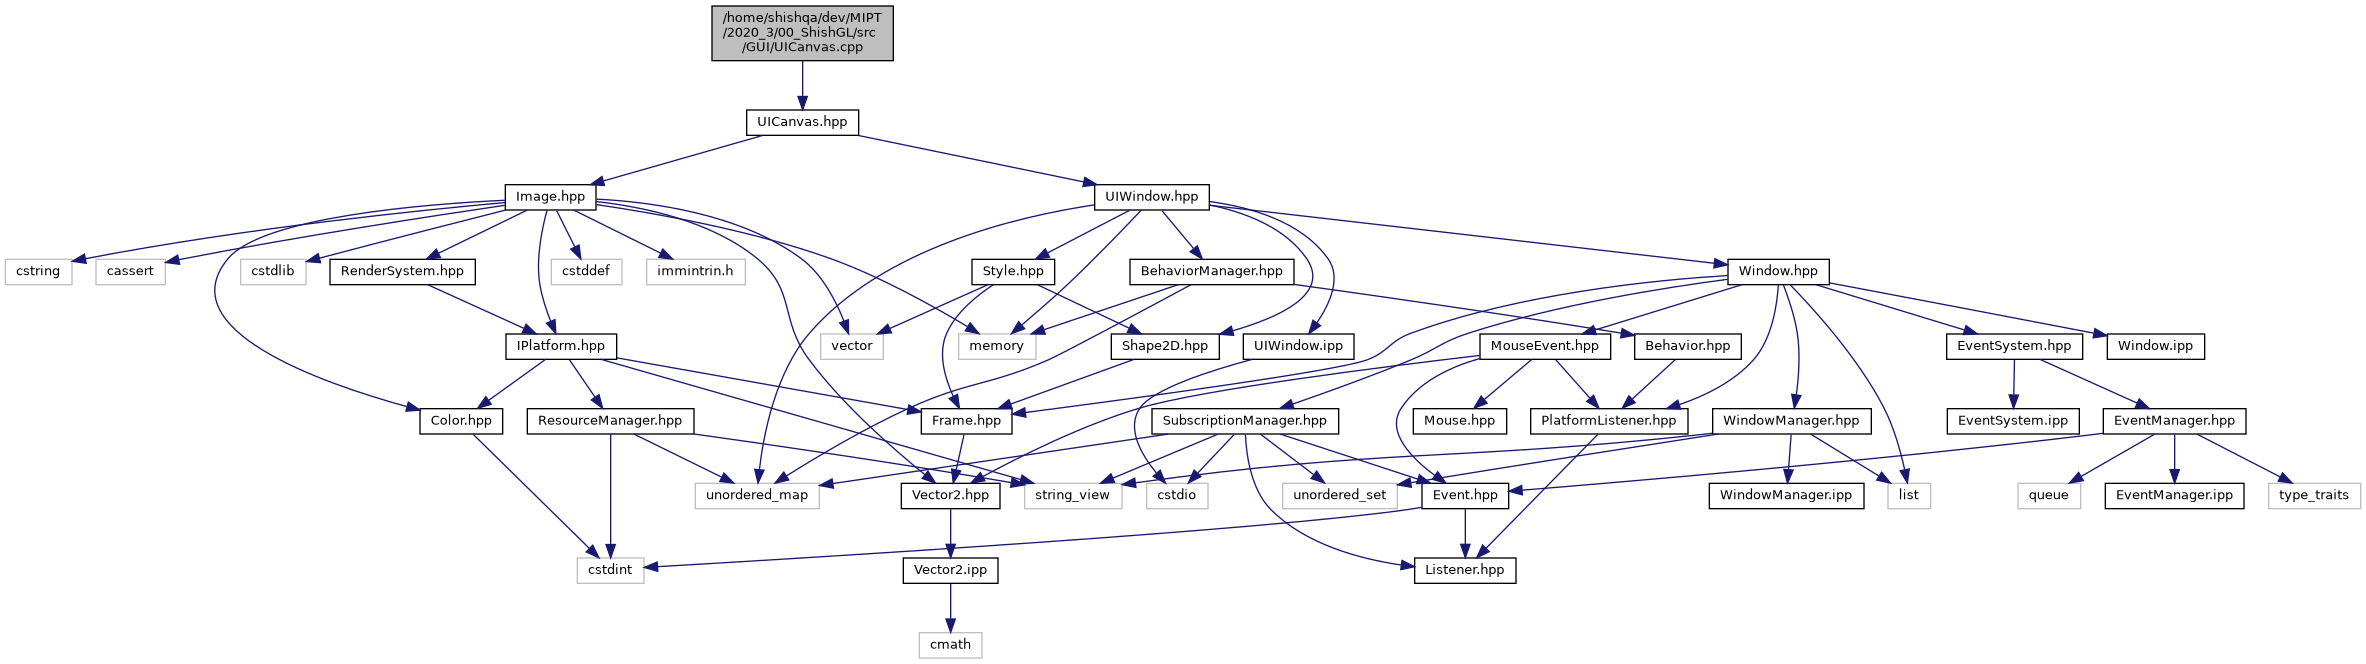 /home/shishqa/dev/MIPT
/2020_3/00_ShishGL/src
/GUI/UICanvas.cpp
UICanvas.hpp
Image.hpp
UIWindow.hpp
cstring
cassert
cstdlib
RenderSystem.hpp
cstddef
immintrin.h
Style.hpp
BehaviorManager.hpp
Window.hpp
IPlatform.hpp
vector
memory
Shape2D.hpp
UIWindow.ipp
MouseEvent.hpp
Behavior.hpp
EventSystem.hpp
Window.ipp
Color.hpp
ResourceManager.hpp
Frame.hpp
SubscriptionManager.hpp
Mouse.hpp
PlatformListener.hpp
WindowManager.hpp
EventSystem.ipp
EventManager.hpp
unordered_map
Vector2.hpp
string_view
cstdio
unordered_set
Event.hpp
WindowManager.ipp
list
queue
EventManager.ipp
type_traits
cstdint
Vector2.ipp
Listener.hpp
cmath